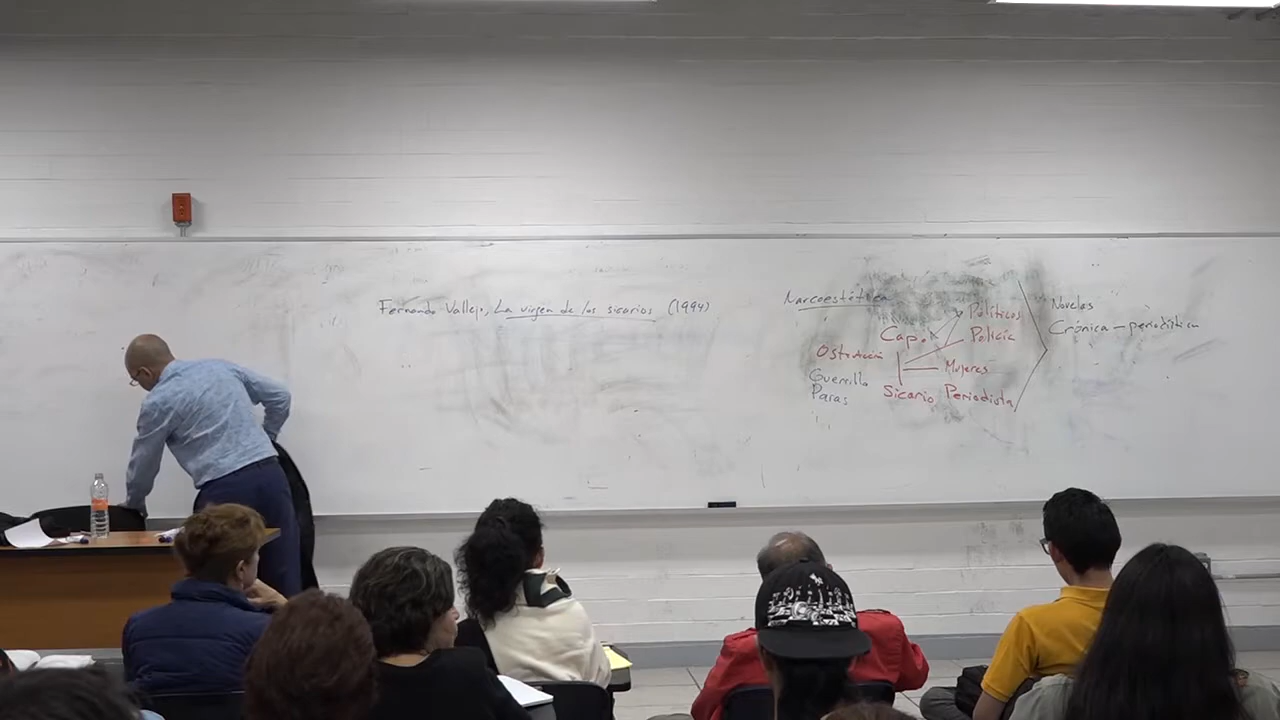 Fernando Vallejo, La virgen de los sicarios (1994)
Narcoestética
Políticos
Capo
Policía
Ostentación
Mujeres
Guerrilla
Paras
Sicario
Periodista
Novelas
Crónica - periodística